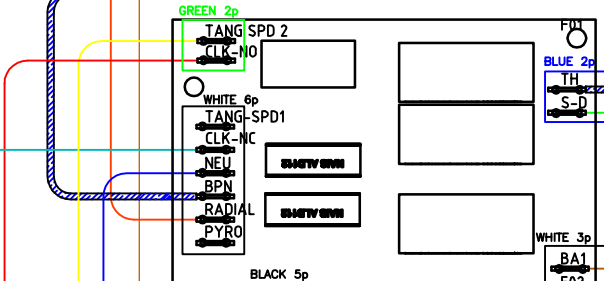 GREEN 2p
TANG SPD 2
CLK-NO
F01
BLUE 2p
TH
S-D
WHITE 6p
TANG-SPD1
CLK-NC
NEU
BPN
RADIAL
PYRO
WHITE 3p
BA1
BLACK 5p